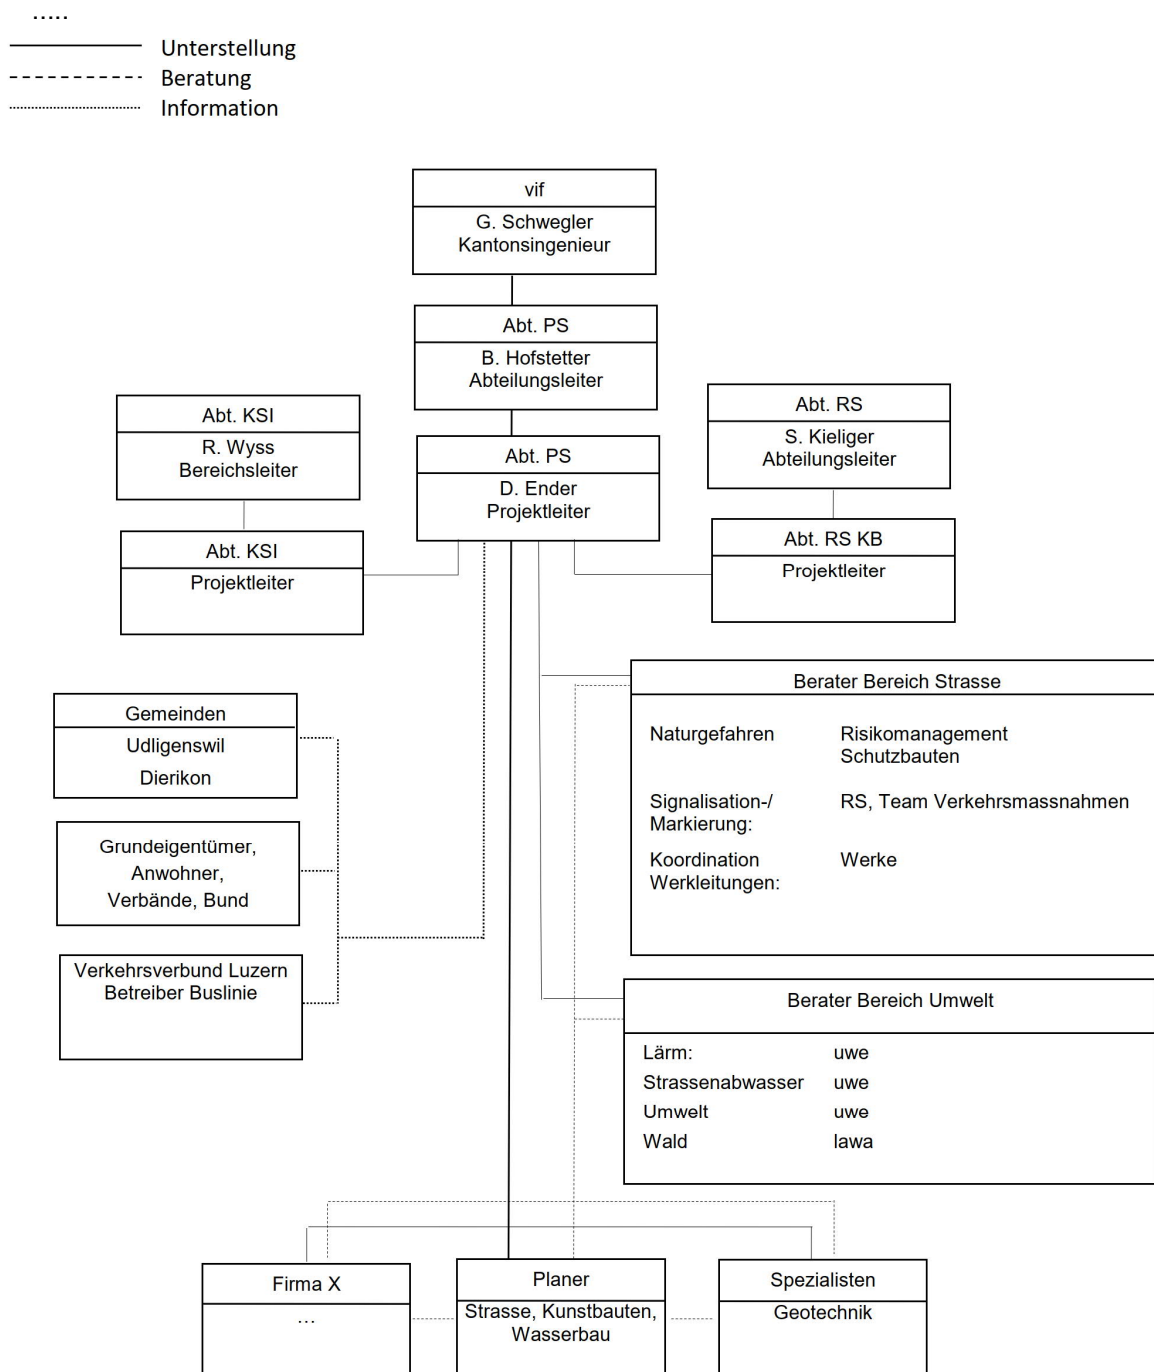 .....
Unterstellung
Beratung
Information
vif
G. Schwegler
Kantonsingenieur
Abt. PS
B. Hofstetter
Abteilungsleiter
Abt. KSI
R. Wyss
Bereichsleiter
Abt. RS
S. Kieliger
Abteilungsleiter
Abt. PS
D. Ender
Projektleiter
Abt. KSI
Projektleiter
Abt. RS KB
Projektleiter
Gemeinden
Udligenswil
Dierikon
Grundeigentümer,
Anwohner,
Verbände, Bund
Verkehrsverbund Luzern
Betreiber Buslinie
Berater Bereich Strasse
Naturgefahren Risikomanagement
Schutzbauten
Signalisation-/ RS, Team Verkehrsmassnahmen
Markierung:
Koordination Werke
Werkleitungen:
Berater Bereich Umwelt
Lärm: uwe
Strassenabwasser uwe
Umwelt uwe
Wald lawa
Firma X
...
Planer
Strasse, Kunstbauten,
Wasserbau
Spezialisten
Geotechnik